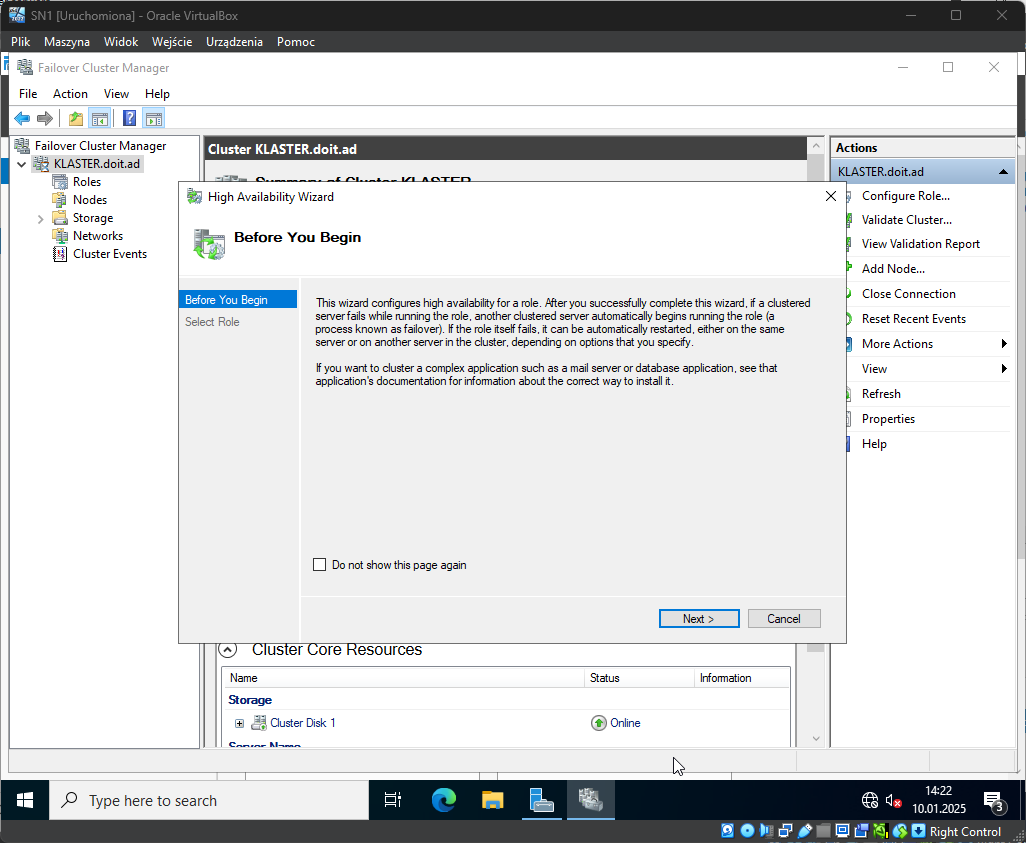 SN1 [Uruchomiona] - Oracle VirtualBox
Plik Maszyna Widok Wejście Urządzenia Pomoc
Failover Cluster Manager
File Action View Help
Failover Cluster Manager
KLASTER.doit.ad
Roles
Nodes
Storage
Networks
Cluster Events
Cluster KLASTER.doit.ad
Summary of Cluster KLASTER
High Availability Wizard
Before You Begin
Before You Begin
Select Role
This wizard configures high availability for a role. After you successfully complete this wizard, if a clustered
server fails while running the role, another clustered server automatically begins running the role (a
process known as failover). If the role itself fails, it can be automatically restarted, either on the same
server or on another server in the cluster, depending on options that you specify.
If you want to cluster a complex application such as a mail server or database application, see that
application's documentation for information about the correct way to install it.
Do not show this page again
Next >
Cancel
Cluster Core Resources
Name Status Information
Storage
Cluster Disk 1 Online
Server Name
Actions
KLASTER.doit.ad
Configure Role...
Validate Cluster...
View Validation Report
Add Node...
Close Connection
Reset Recent Events
More Actions
View
Refresh
Properties
Help
Type here to search
14:22
10.01.2025
3
Right Control